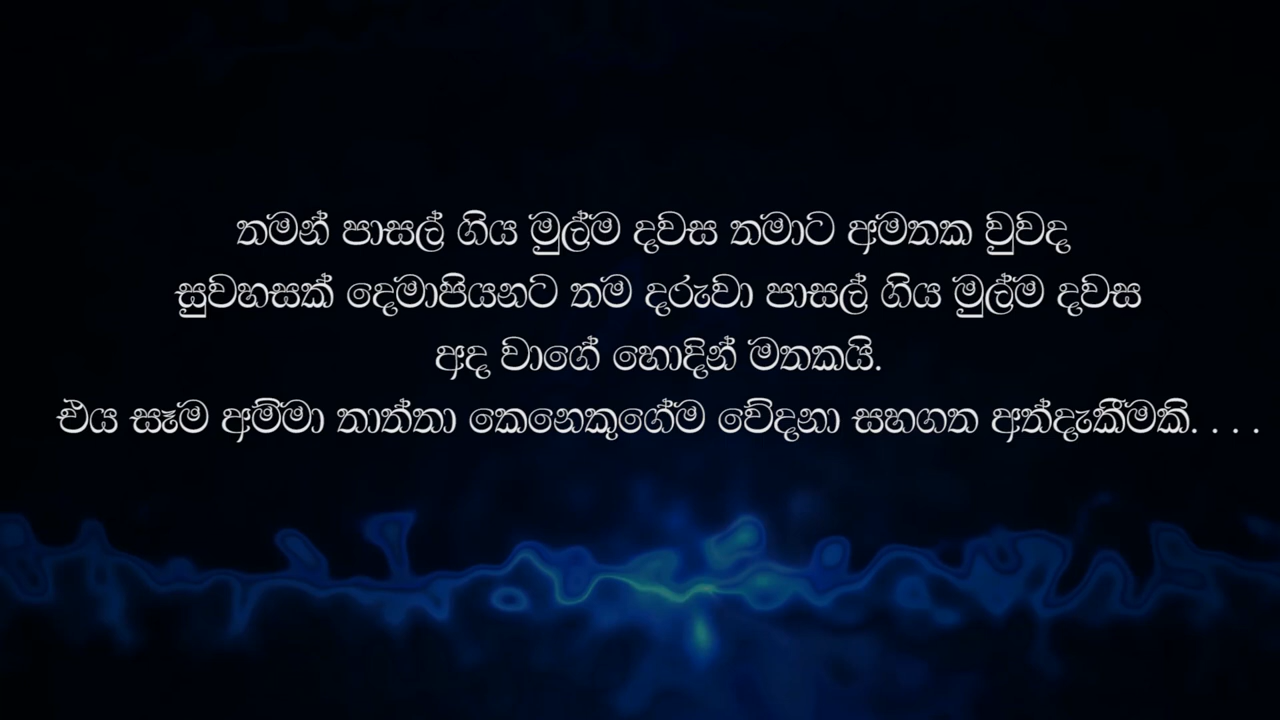 තමන් පාසල් ගිය මුල්ම දවස තමාට අමතක වුවද
සුවහසක් දෙමාපියනට තම දරුවා පාසල් ගිය මුල්ම දවස
අද වාගේ හොදින් මතකයි.
එය සෑම අම්මා තාත්තා කෙනෙකුගේම වේදනා සහගත අත්දැකීමකි. . . .